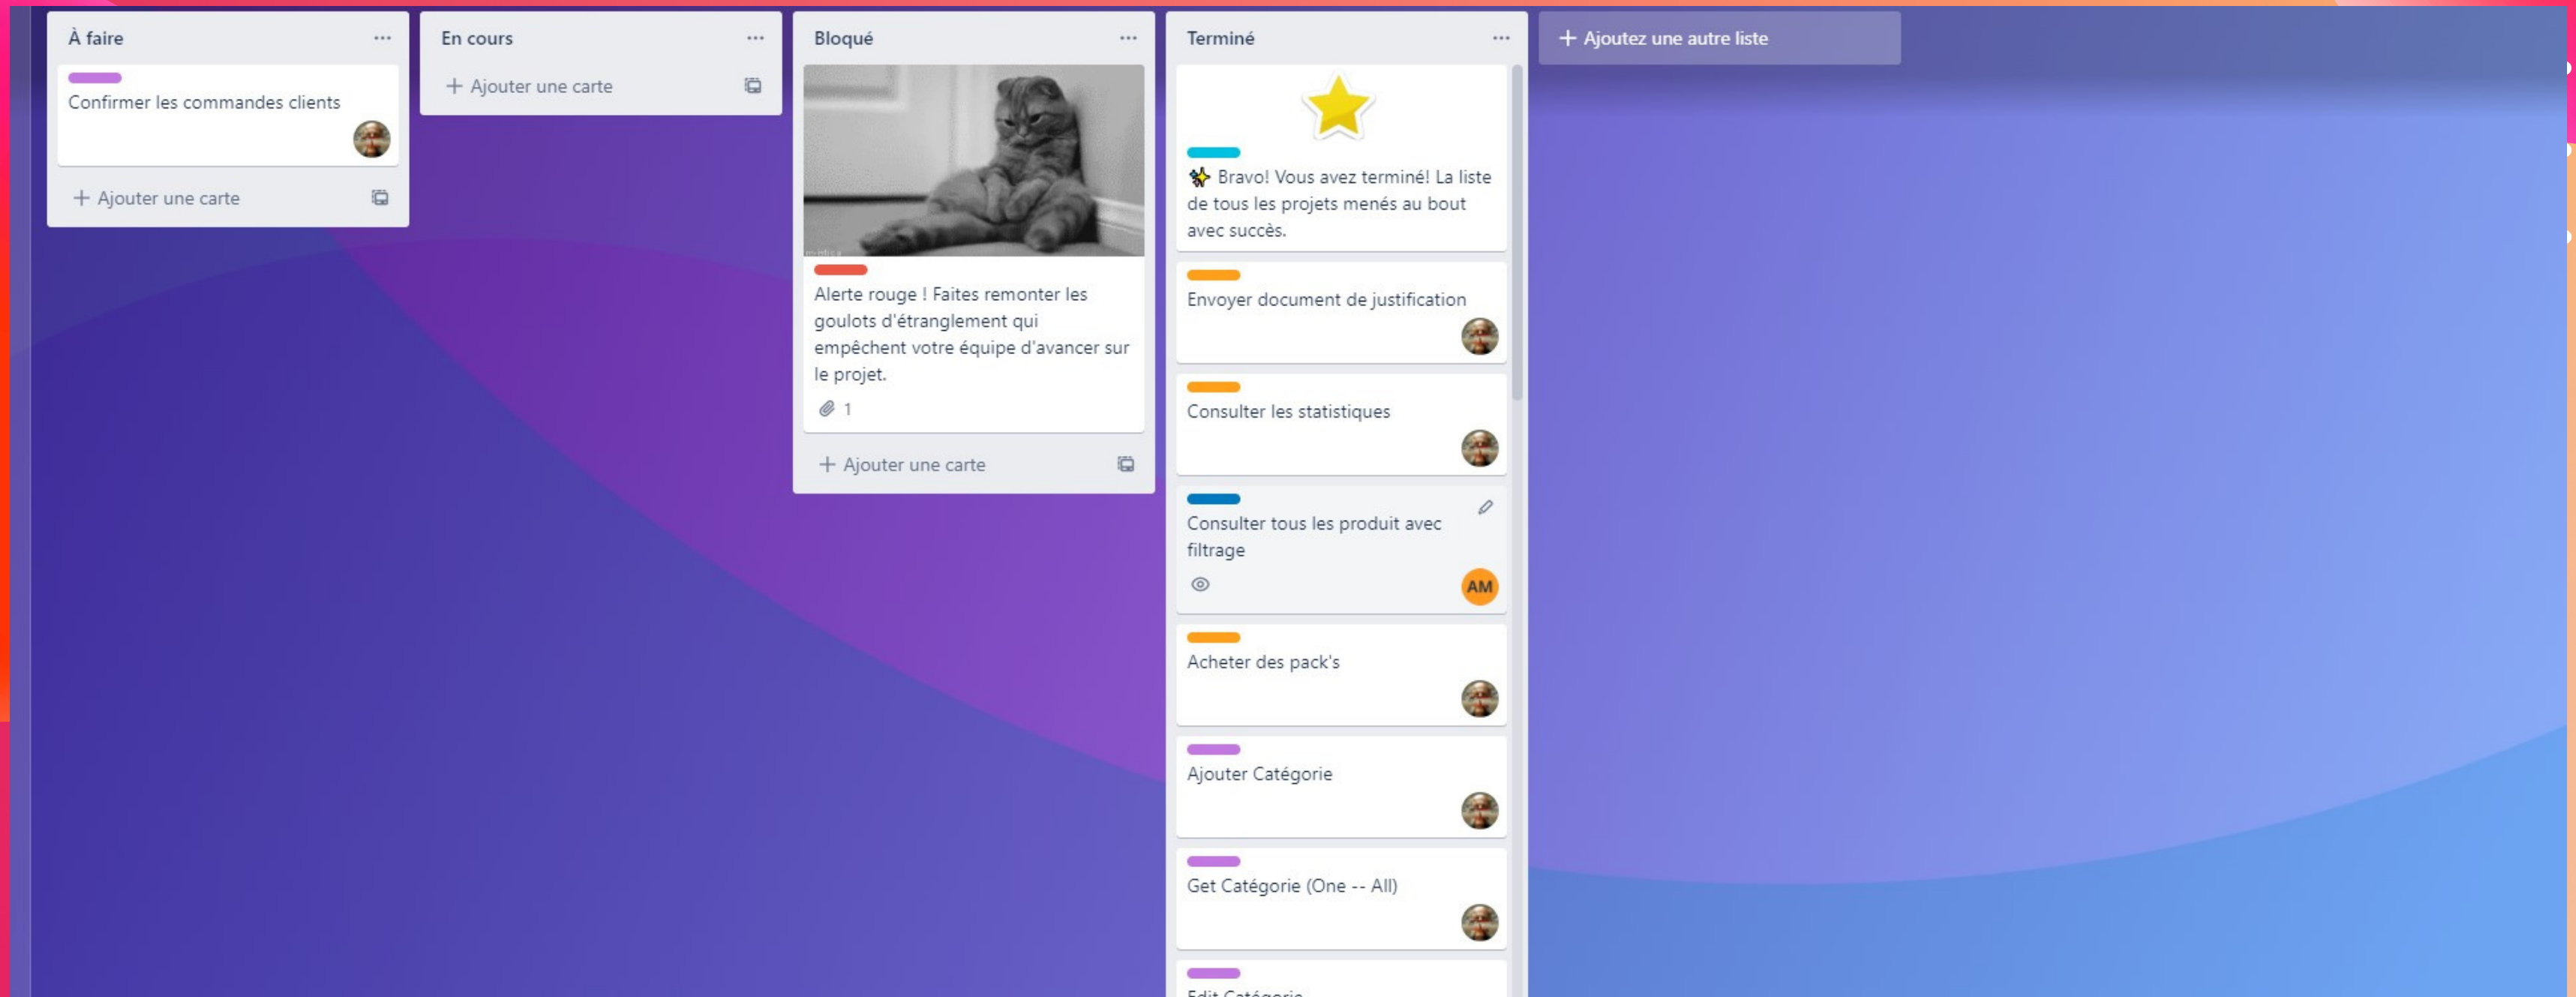 À faire
Confirmer les commandes clients
Ajouter une carte
En cours
Ajouter une carte
Bloqué
Alerte rouge ! Faites remonter les
goulots d'étranglement qui
empêchent votre équipe d'avancer sur
le projet.
1
Ajouter une carte
Terminé
Bravo! Vous avez terminé! La liste
de tous les projets menés au bout
avec succès.
Envoyer document de justification
Consulter les statistiques
Consulter tous les produit avec
filtrage
AM
Acheter des pack's
Ajouter Catégorie
Get Catégorie (One -- All)
Edit Catégorie
Ajoutez une autre liste